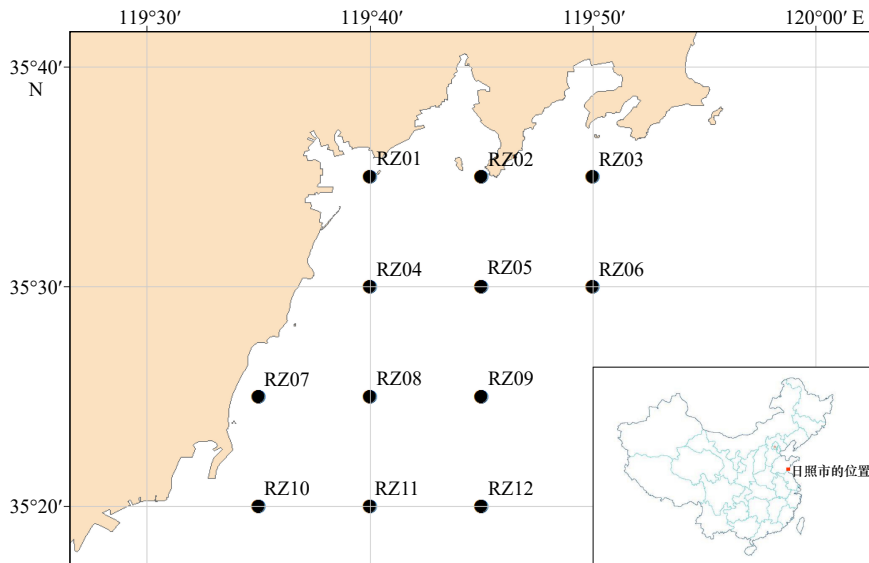 119°30′ 119°40′ 119°50′ 120°00′ E
35°40′
N
RZ01 RZ02 RZ03
RZ04 RZ05 RZ06
35°30′
RZ07 RZ08 RZ09
日照市的位置
RZ10 RZ11 RZ12
35°20′